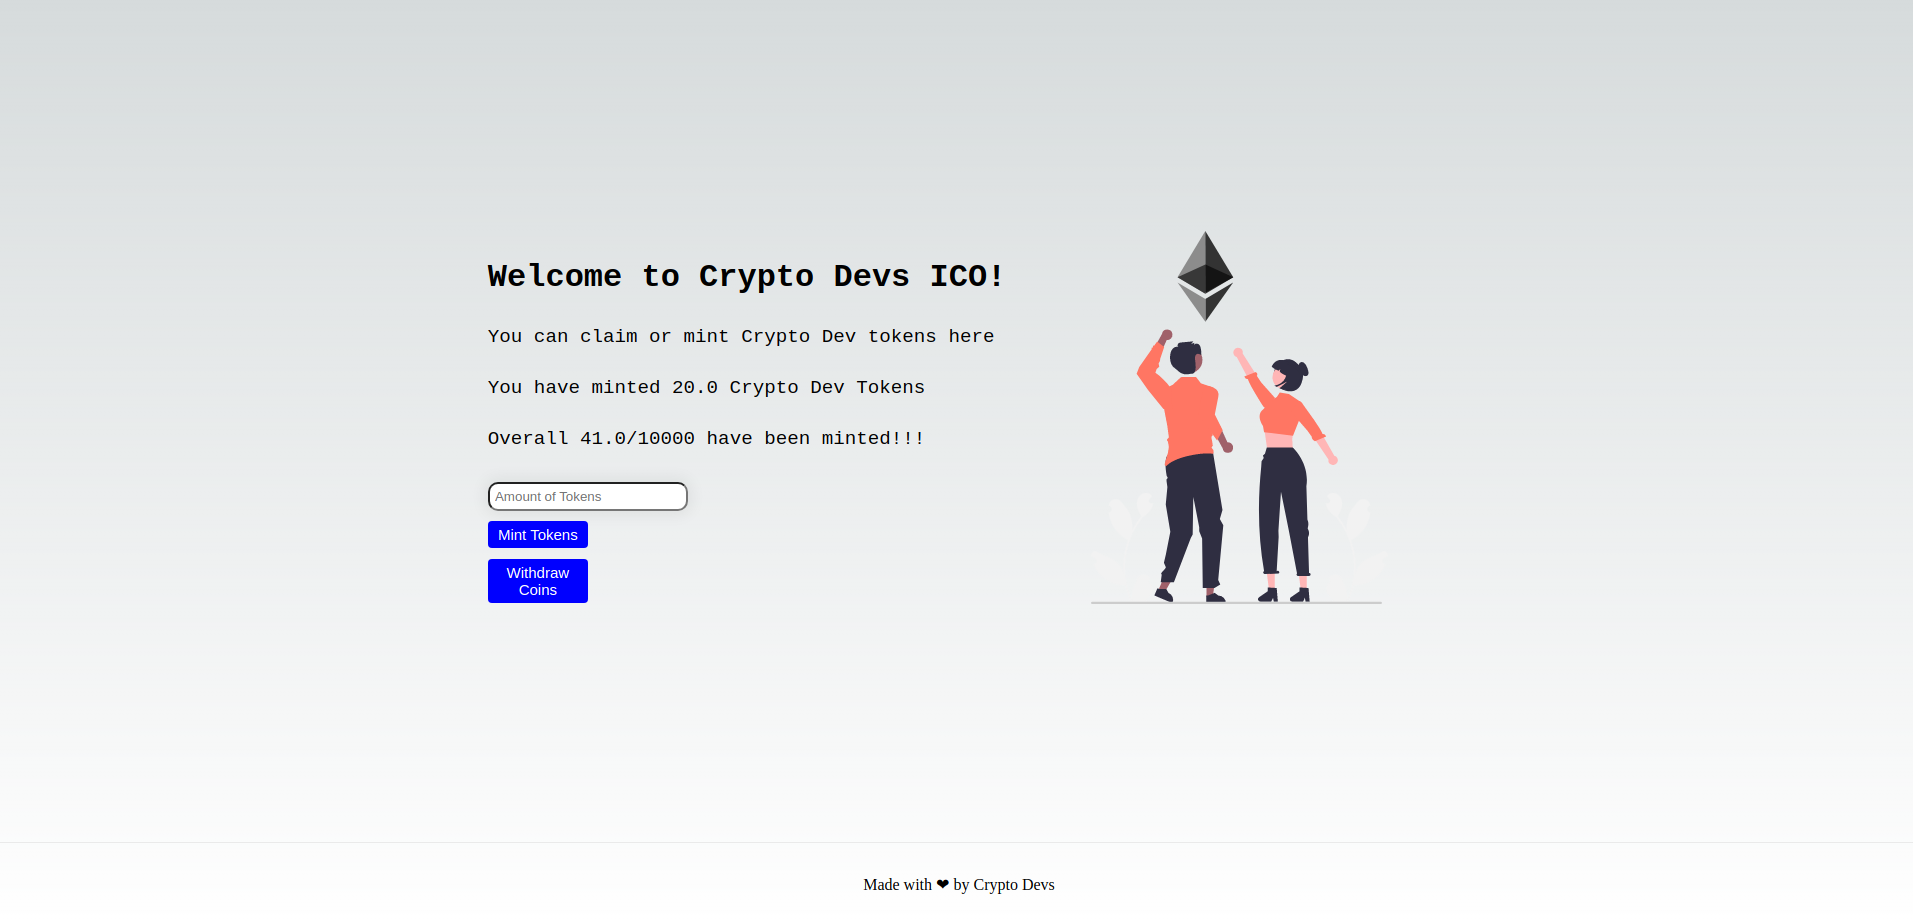 Welcome to Crypto Devs ICO!
You can claim or mint Crypto Dev tokens here
You have minted 20.0 Crypto Dev Tokens
Overall 41.0/10000 have been minted!!!
Amount of Tokens
Mint Tokens
Withdraw
Coins
Made with ❤ by Crypto Devs